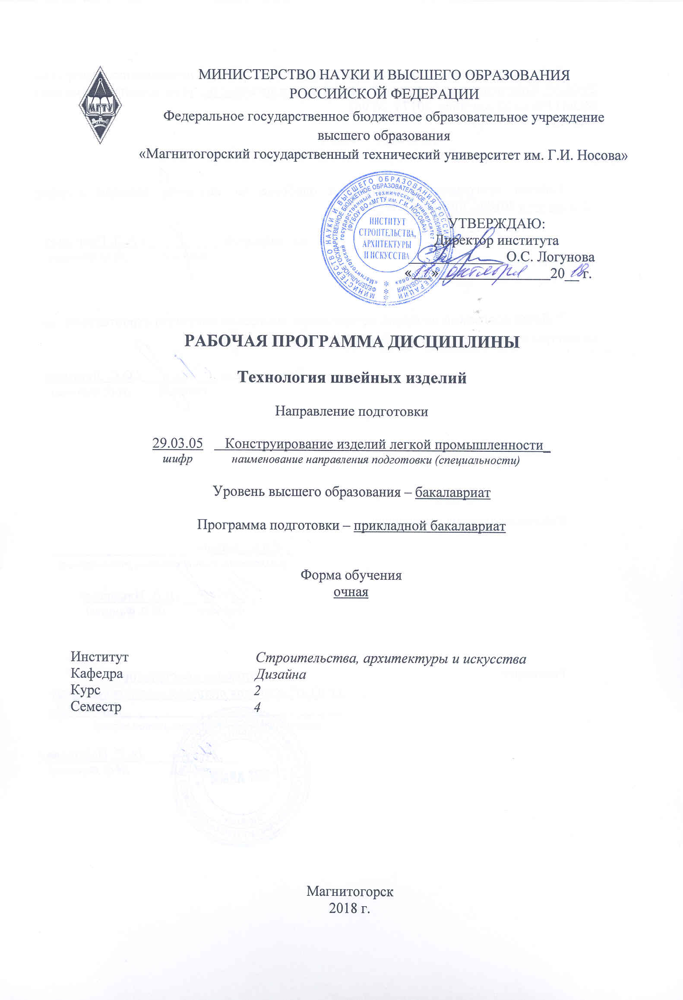 МИНИСТЕРСТВО НАУКИ И ВЫСШЕГО ОБРАЗОВАНИЯ
РОССИЙСКОЙ ФЕДЕРАЦИИ
Федеральное государственное бюджетное образовательное учреждение
высшего образования
«Магнитогорский государственный технический университет им. Г.И. Носова»
МГТУ
МИНИСТЕРСТВО НАУКИ И ВЫСШЕГО ОБРАЗОВАНИЯ РОССИЙСКОЙ ФЕДЕРАЦИИ
ФЕДЕРАЛЬНОЕ ГОСУДАРСТВЕННОЕ БЮДЖЕТНОЕ ОБРАЗОВАТЕЛЬНОЕ УЧРЕЖДЕНИЕ ВЫСШЕГО ОБРАЗОВАНИЯ
«Магнитогорский государственный технический университет им. Г.И. Носова»
(ФГБОУ ВО «МГТУ им. Г.И. НОСОВА»)
ИНСТИТУТ
СТРОИТЕЛЬСТВА,
АРХИТЕКТУРЫ
И ИСКУССТВА
УТВЕРЖДАЮ:
Директор института
О.С. Логунова
«11» октября 2018 г.
РАБОЧАЯ ПРОГРАММА ДИСЦИПЛИНЫ
Технология швейных изделий
Направление подготовки
29.03.05 Конструирование изделий легкой промышленности
шифр наименование направления подготовки (специальности)
Уровень высшего образования – бакалавриат
Программа подготовки – прикладной бакалавриат
Форма обучения
очная
Институт Строительства, архитектуры и искусства
Кафедра Дизайна
Курс 2
Семестр 4
Магнитогорск
2018 г.